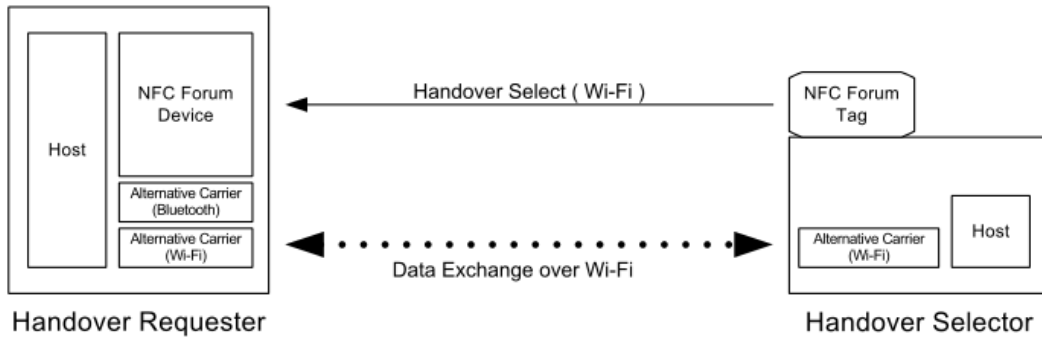 Host
NFC Forum
Device
Alternative Carrier
(Bluetooth)
Alternative Carrier
(Wi-Fi)
Handover Requester
Handover Select ( Wi-Fi )
Data Exchange over Wi-Fi
NFC Forum
Tag
Alternative Carrier
(Wi-Fi)
Host
Handover Selector